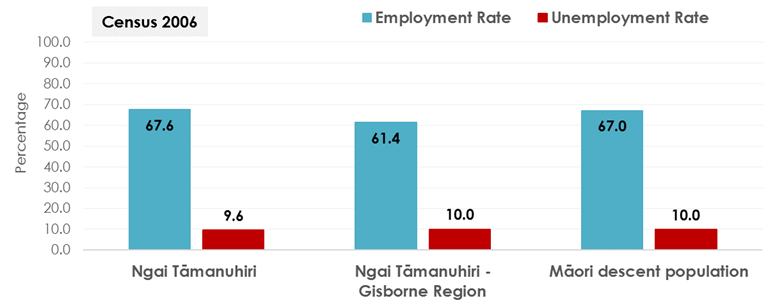 Census 2006
Employment Rate
Unemployment Rate
Percentage
100.0
90.0
80.0
70.0
60.0
50.0
40.0
30.0
20.0
10.0
0.0
67.6
9.6
61.4
10.0
67.0
10.0
Ngai Tāmanuhiri
Ngai Tāmanuhiri -
Gisborne Region
Māori descent population